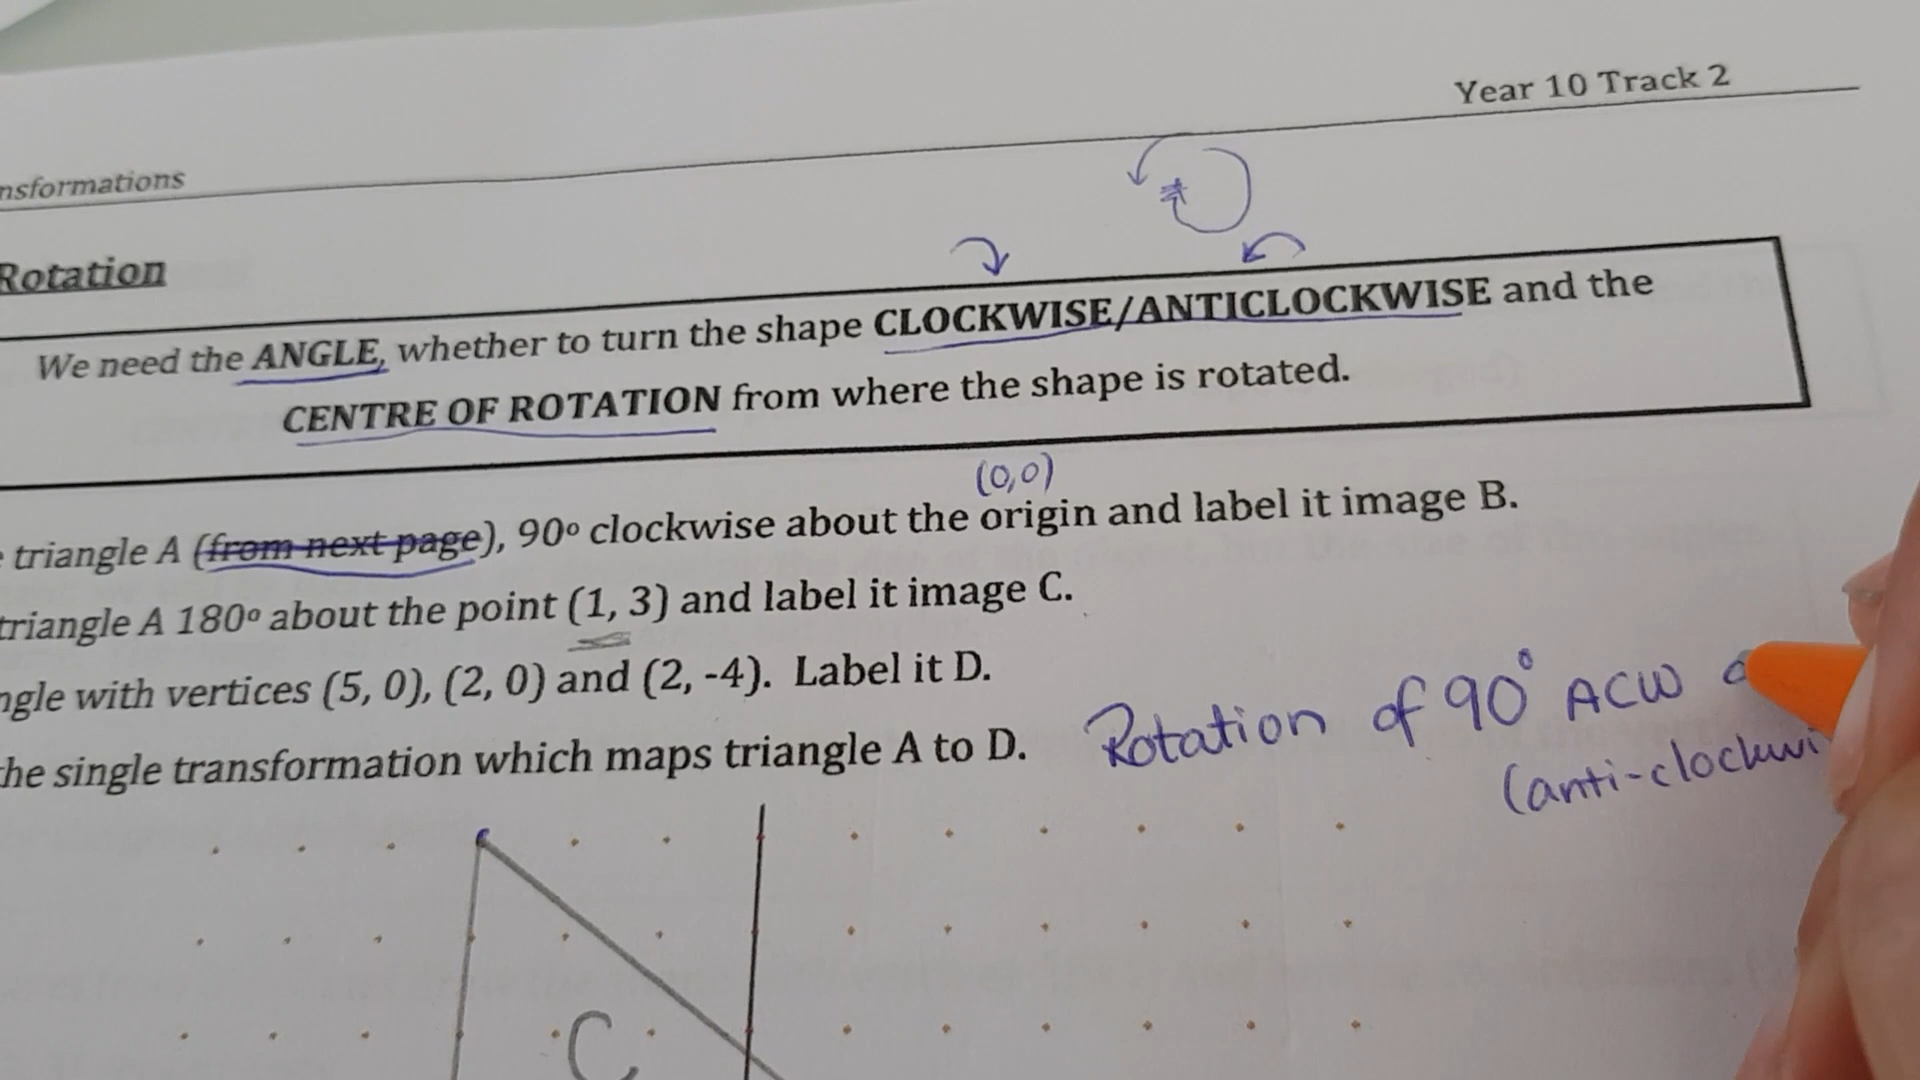 Year 10 Track 2
nsformations
Rotation
We need the ANGLE, whether to turn the shape CLOCKWISE/ANTICLOCKWISE and the
CENTRE OF ROTATION from where the shape is rotated.
(0,0)
triangle A (from next page), 90° clockwise about the origin and label it image B.
triangle A 180° about the point (1, 3) and label it image C.
ngle with vertices (5, 0), (2, 0) and (2, -4). Label it D.
the single transformation which maps triangle A to D.
Rotation of 90° ACW
(anti-clockwi
C